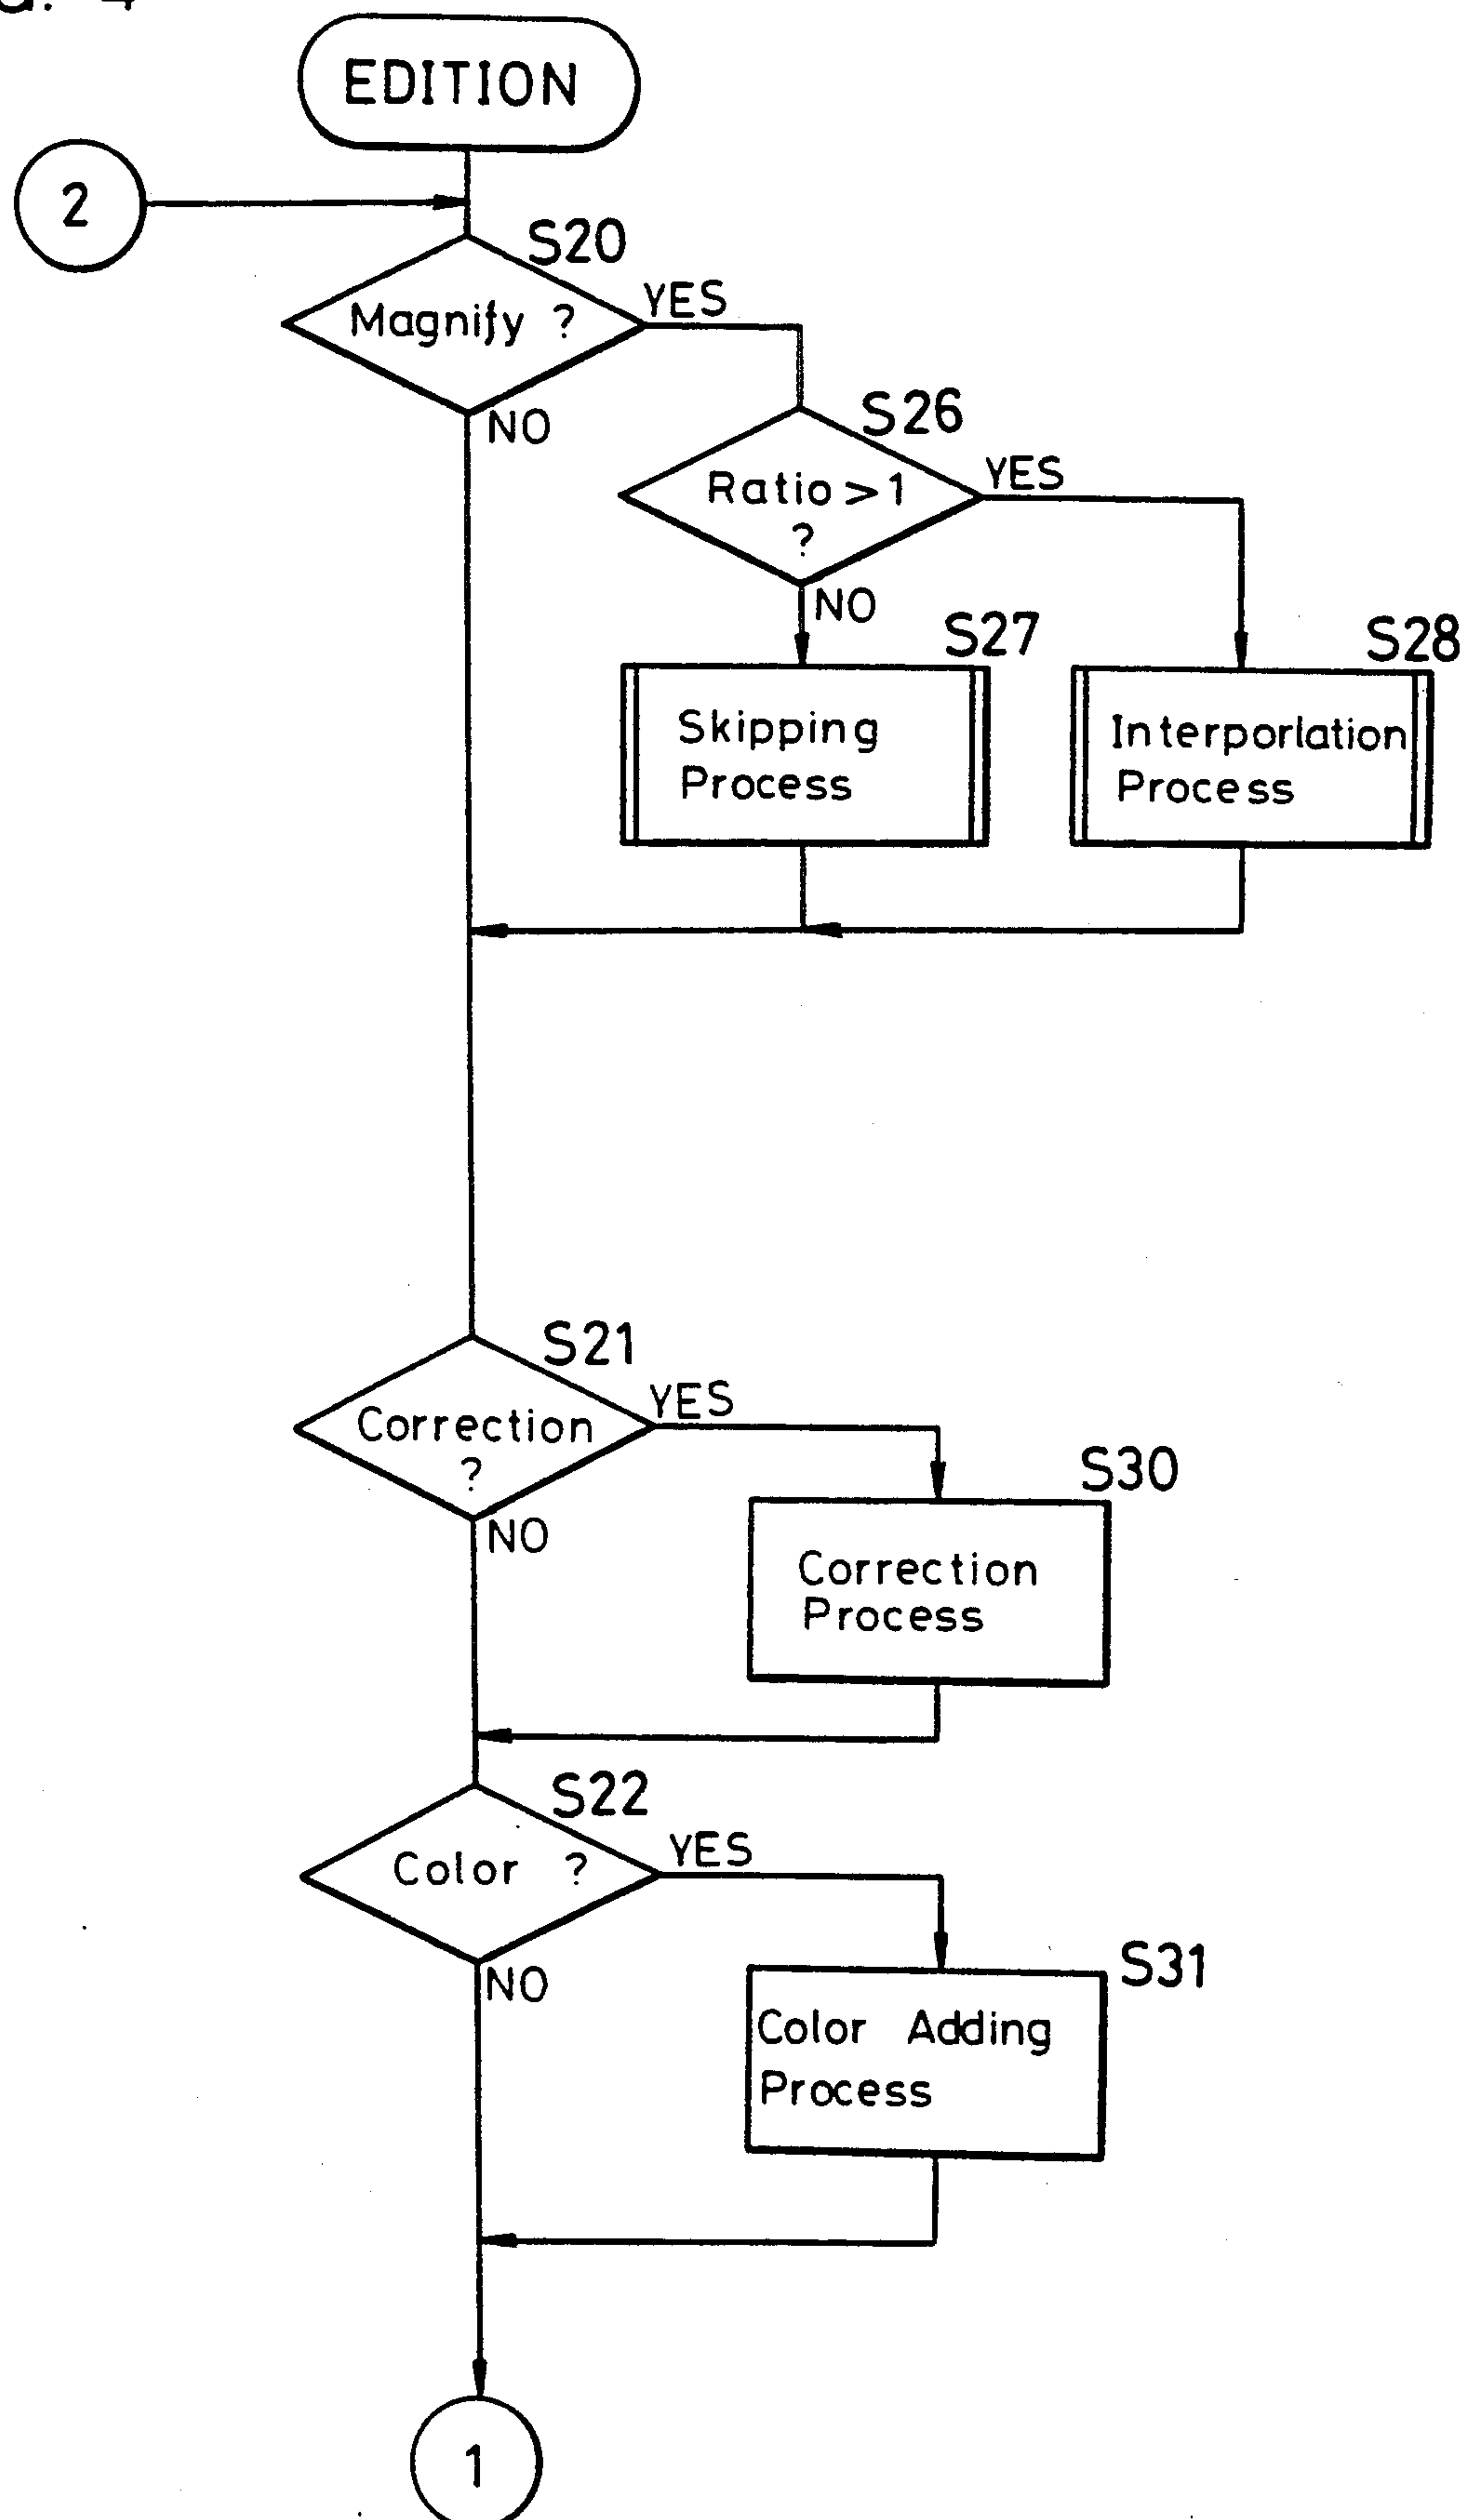 4
EDITION
2
S20
Magnify ?
YES
NO
S26
Ratio > 1
?
YES
NO
S27
S28
Skipping
Process
Interporlation
Process
S21
Correction
?
YES
NO
S30
Correction
Process
S22
Color ?
YES
NO
S31
Color Adding
Process
1